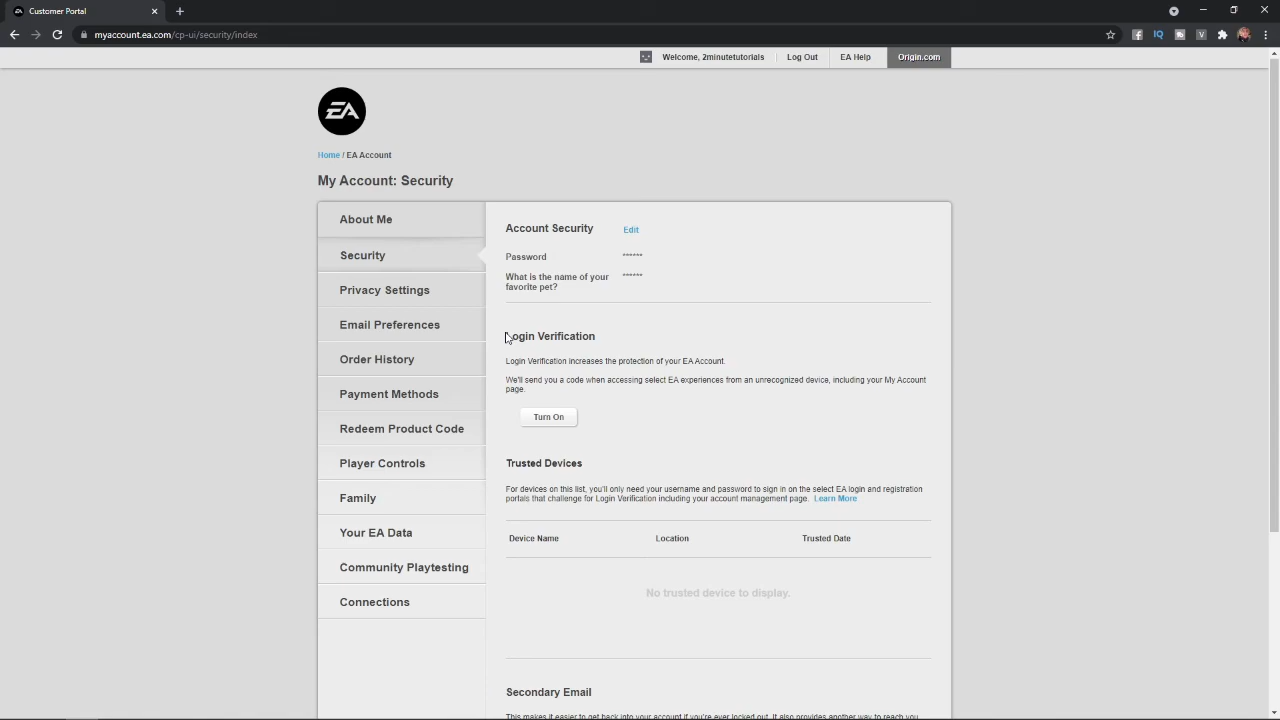 Customer Portal
myaccount.ea.com/cp-ui/security/index
Welcome, 2minutetutorials
Log Out
EA Help
Origin.com
EA
Home / EA Account
My Account: Security
About Me
Security
Privacy Settings
Email Preferences
Order History
Payment Methods
Redeem Product Code
Player Controls
Family
Your EA Data
Community Playtesting
Connections
Account Security
Edit
Password
******
What is the name of your
favorite pet?
******
Login Verification
Login Verification increases the protection of your EA Account.
We'll send you a code when accessing select EA experiences from an unrecognized device, including your My Account
page.
Turn On
Trusted Devices
For devices on this list, you'll only need your username and password to sign in on the select EA login and registration
portals that challenge for Login Verification including your account management page. Learn More
Device Name
Location
Trusted Date
No trusted device to display.
Secondary Email
This makes it easier to get back into your account if you're ever locked out. It also provides another way to reach you